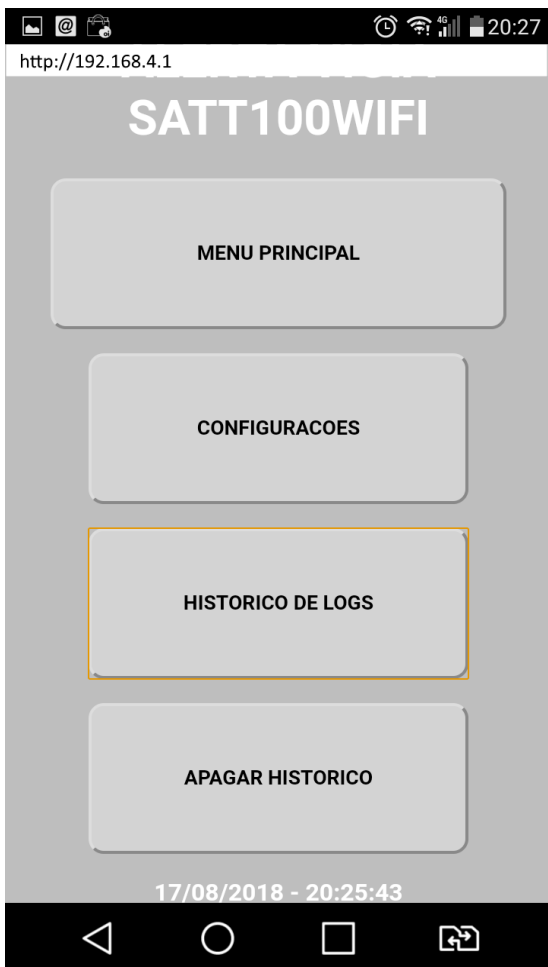 4G
20:27
http://192.168.4.1
SATT100WIFI
MENU PRINCIPAL
CONFIGURACOES
HISTORICO DE LOGS
APAGAR HISTORICO
17/08/2018 - 20:25:43